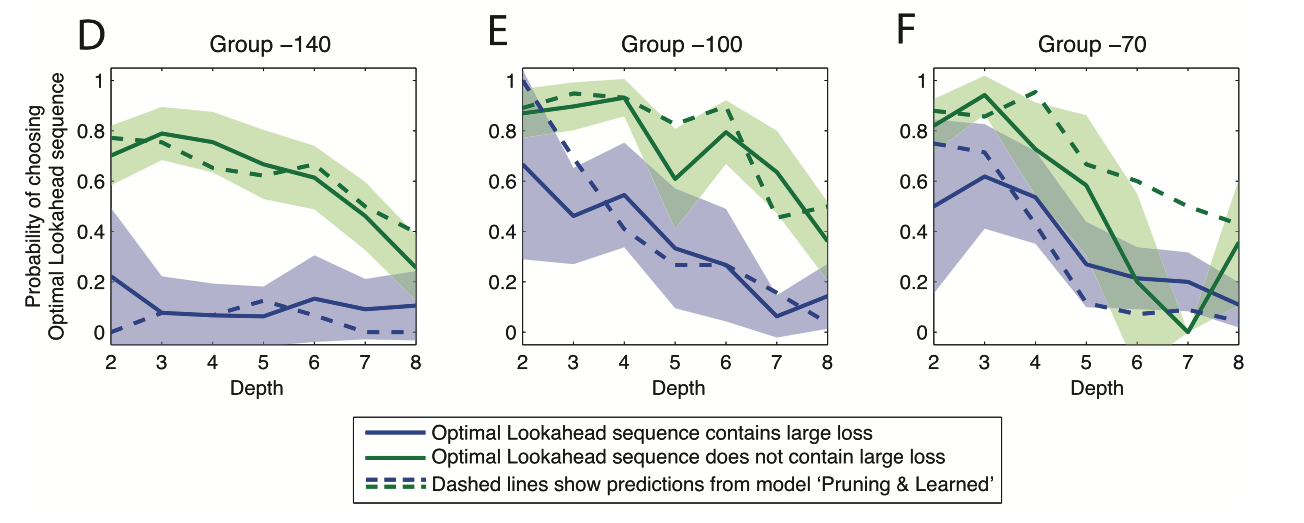 D
Group −140
E
Group −100
F
Group −70
Probability of choosing
Optimal Lookahead sequence
1
0.8
0.6
0.4
0.2
0
2 3 4 5 6 7 8
Depth
1
0.8
0.6
0.4
0.2
0
2 3 4 5 6 7 8
Depth
1
0.8
0.6
0.4
0.2
0
2 3 4 5 6 7 8
Depth
Optimal Lookahead sequence contains large loss
Optimal Lookahead sequence does not contain large loss
Dashed lines show predictions from model ‘Pruning & Learned’